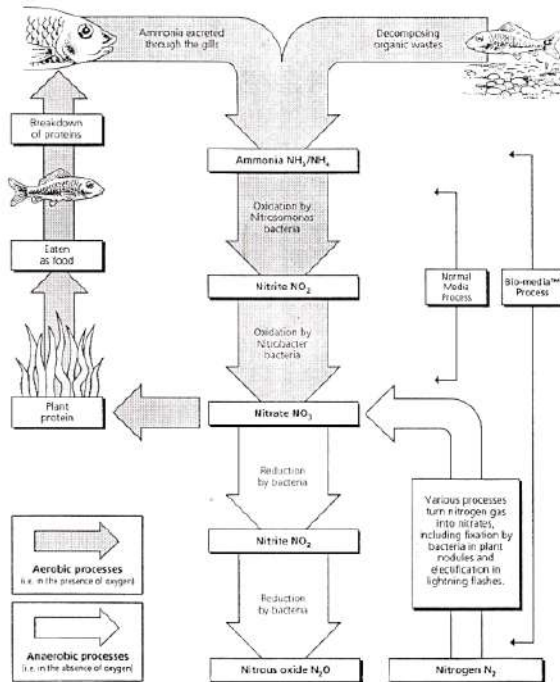 Ammonia excreted
through the gills
Decomposing
organic wastes
Breakdown
of proteins
Ammonia NH₃/NH₄
Oxidation by
Nitrosomonas
bacteria
Eaten
as food
Nitrite NO₂
Normal
Media
Process
Bio-media™
Process
Oxidation by
Nitrobacter
bacteria
Plant
protein
Nitrate NO₃
Reduction
by bacteria
Various processes
turn nitrogen gas
into nitrates,
including fixation by
bacteria in plant
nodules and
electrification in
lightning flashes.
Aerobic processes
(i.e. in the presence of oxygen)
Nitrite NO₂
Reduction
by bacteria
Anaerobic processes
(i.e. in the absence of oxygen)
Nitrous oxide N₂O
Nitrogen N₂